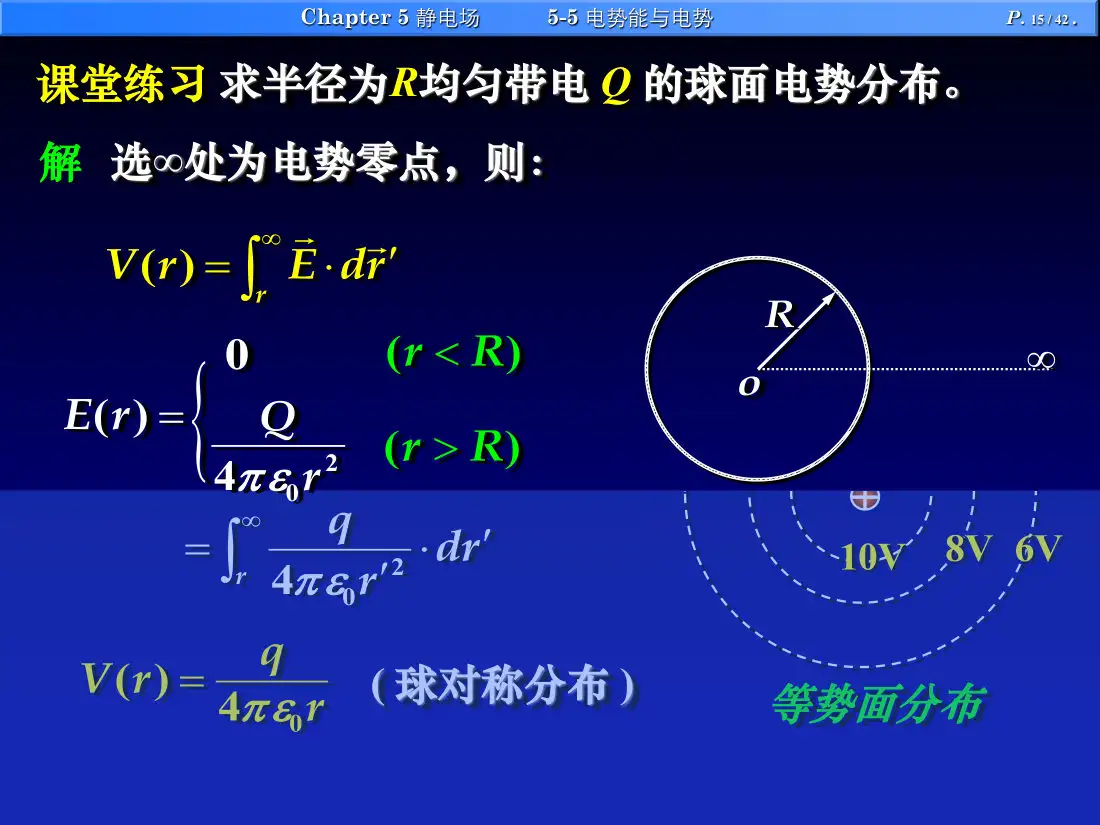 Chapter 5 静电场 5-5 电势能与电势 P. 15 / 42 .
课堂练习 求半径为R均匀带电 Q 的球面电势分布。
解 选∞处为电势零点，则：
V(r) = ∫_r^∞ E⃗ · dr⃗′
E(r) = { 0 (r < R)
Q / 4πε₀r² (r > R)
R
o
∞
= ∫_r^∞ q / 4πε₀r′² · dr′
10V 8V 6V
V(r) = q / 4πε₀r (球对称分布)
等势面分布